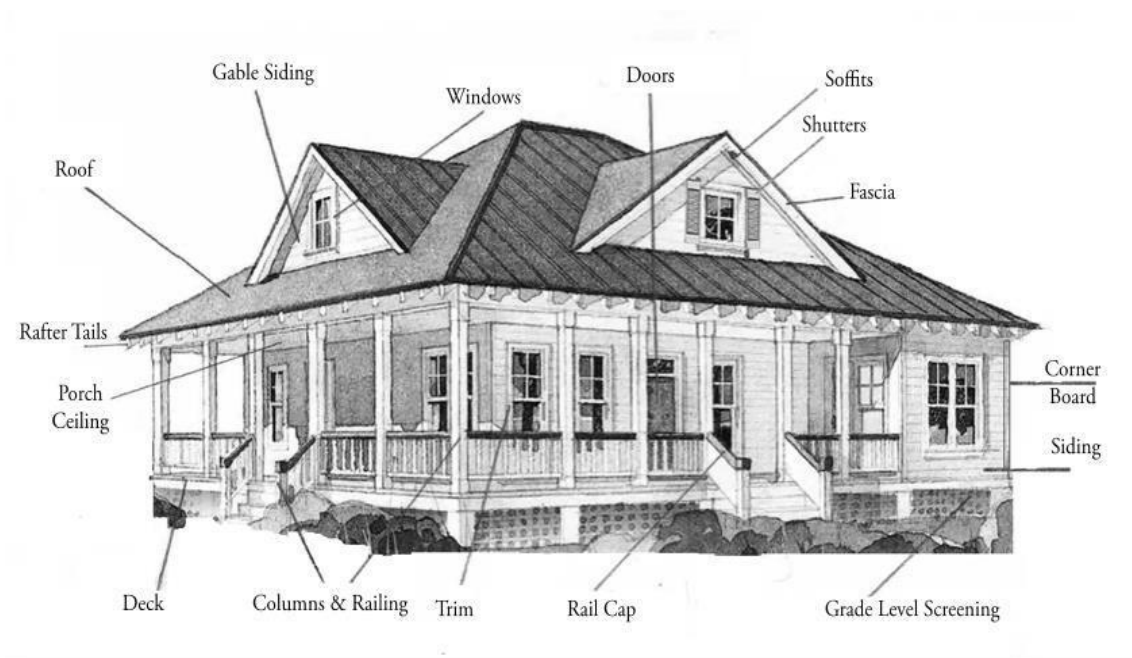 Gable Siding
Windows
Doors
Soffits
Shutters
Roof
Fascia
Rafter Tails
Porch
Ceiling
Corner
Board
Siding
Deck
Columns & Railing
Trim
Rail Cap
Grade Level Screening